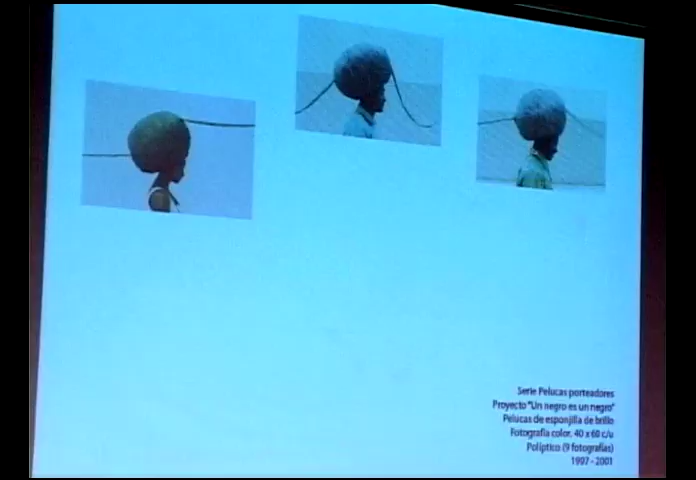 Serie Pelucas porteadores
Proyecto "Un negro es un negro"
Pelucas de esponjilla de brillo
Fotografía color. 40 x 60 c/u
Políptico (9 fotografías)
1997 - 2001